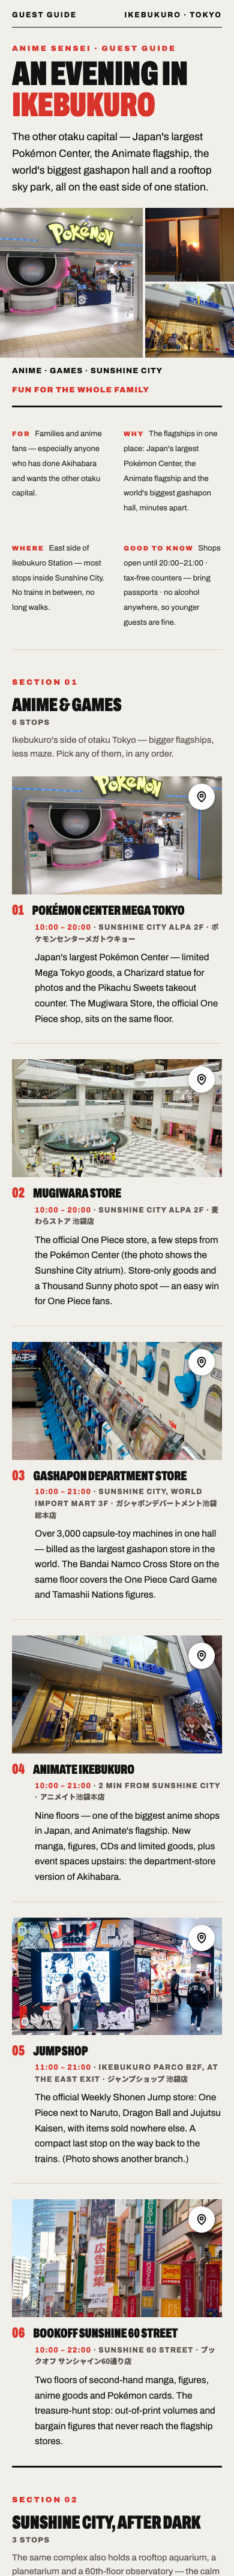 GUEST GUIDE
IKEBUKURO · TOKYO
ANIME SENSEI · GUEST GUIDE
AN EVENING IN
IKEBUKURO
The other otaku capital — Japan's largest
Pokémon Center, the Animate flagship, the
world's biggest gashapon hall and a rooftop
sky park, all on the east side of one station.
Pokémon
animate
ANIME · GAMES · SUNSHINE CITY
FUN FOR THE WHOLE FAMILY
FOR Families and anime
fans — especially anyone
who has done Akihabara
and wants the other otaku
capital.
WHY The flagships in one
place: Japan's largest
Pokémon Center, the
Animate flagship and the
world's biggest gashapon
hall, minutes apart.
WHERE East side of
Ikebukuro Station — most
stops inside Sunshine City.
No trains in between, no
long walks.
GOOD TO KNOW Shops
open until 20:00–21:00 ·
tax-free counters — bring
passports · no alcohol
anywhere, so younger
guests are fine.
SECTION 01
ANIME & GAMES
6 STOPS
Ikebukuro's side of otaku Tokyo — bigger flagships,
less maze. Pick any of them, in any order.
Pokémon
01 POKÉMON CENTER MEGA TOKYO
10:00 – 20:00 · SUNSHINE CITY ALPA 2F · ポ
ケモンセンターメガトウキョー
Japan's largest Pokémon Center — limited
Mega Tokyo goods, a Charizard statue for
photos and the Pikachu Sweets takeout
counter. The Mugiwara Store, the official One
Piece shop, sits on the same floor.
02 MUGIWARA STORE
10:00 – 20:00 · SUNSHINE CITY ALPA 2F · 麦
わらストア 池袋店
The official One Piece store, a few steps from
the Pokémon Center (the photo shows the
Sunshine City atrium). Store-only goods and
a Thousand Sunny photo spot — an easy win
for One Piece fans.
03 GASHAPON DEPARTMENT STORE
10:00 – 21:00 · SUNSHINE CITY, WORLD
IMPORT MART 3F · ガシャポンデパートメント池袋
総本店
Over 3,000 capsule-toy machines in one hall
— billed as the largest gashapon store in the
world. The Bandai Namco Cross Store on the
same floor covers the One Piece Card Game
and Tamashii Nations figures.
animate
04 ANIMATE IKEBUKURO
10:00 – 21:00 · 2 MIN FROM SUNSHINE CITY
· アニメイト池袋本店
Nine floors — one of the biggest anime shops
in Japan, and Animate's flagship. New
manga, figures, CDs and limited goods, plus
event spaces upstairs: the department-store
version of Akihabara.
JUMP
SHOP
05 JUMP SHOP
11:00 – 21:00 · IKEBUKURO PARCO B2F, AT
THE EAST EXIT · ジャンプショップ 池袋店
The official Weekly Shonen Jump store: One
Piece next to Naruto, Dragon Ball and Jujutsu
Kaisen, with items sold nowhere else. A
compact last stop on the way back to the
trains. (Photo shows another branch.)
広告募集
06 BOOKOFF SUNSHINE 60 STREET
10:00 – 22:00 · SUNSHINE 60 STREET · ブッ
クオフ サンシャイン60通り店
Two floors of second-hand manga, figures,
anime goods and Pokémon cards. The
treasure-hunt stop: out-of-print volumes and
bargain figures that never reach the flagship
stores.
SECTION 02
SUNSHINE CITY, AFTER DARK
3 STOPS
The same complex also holds a rooftop aquarium, a
planetarium and a 60th-floor observatory — the calm